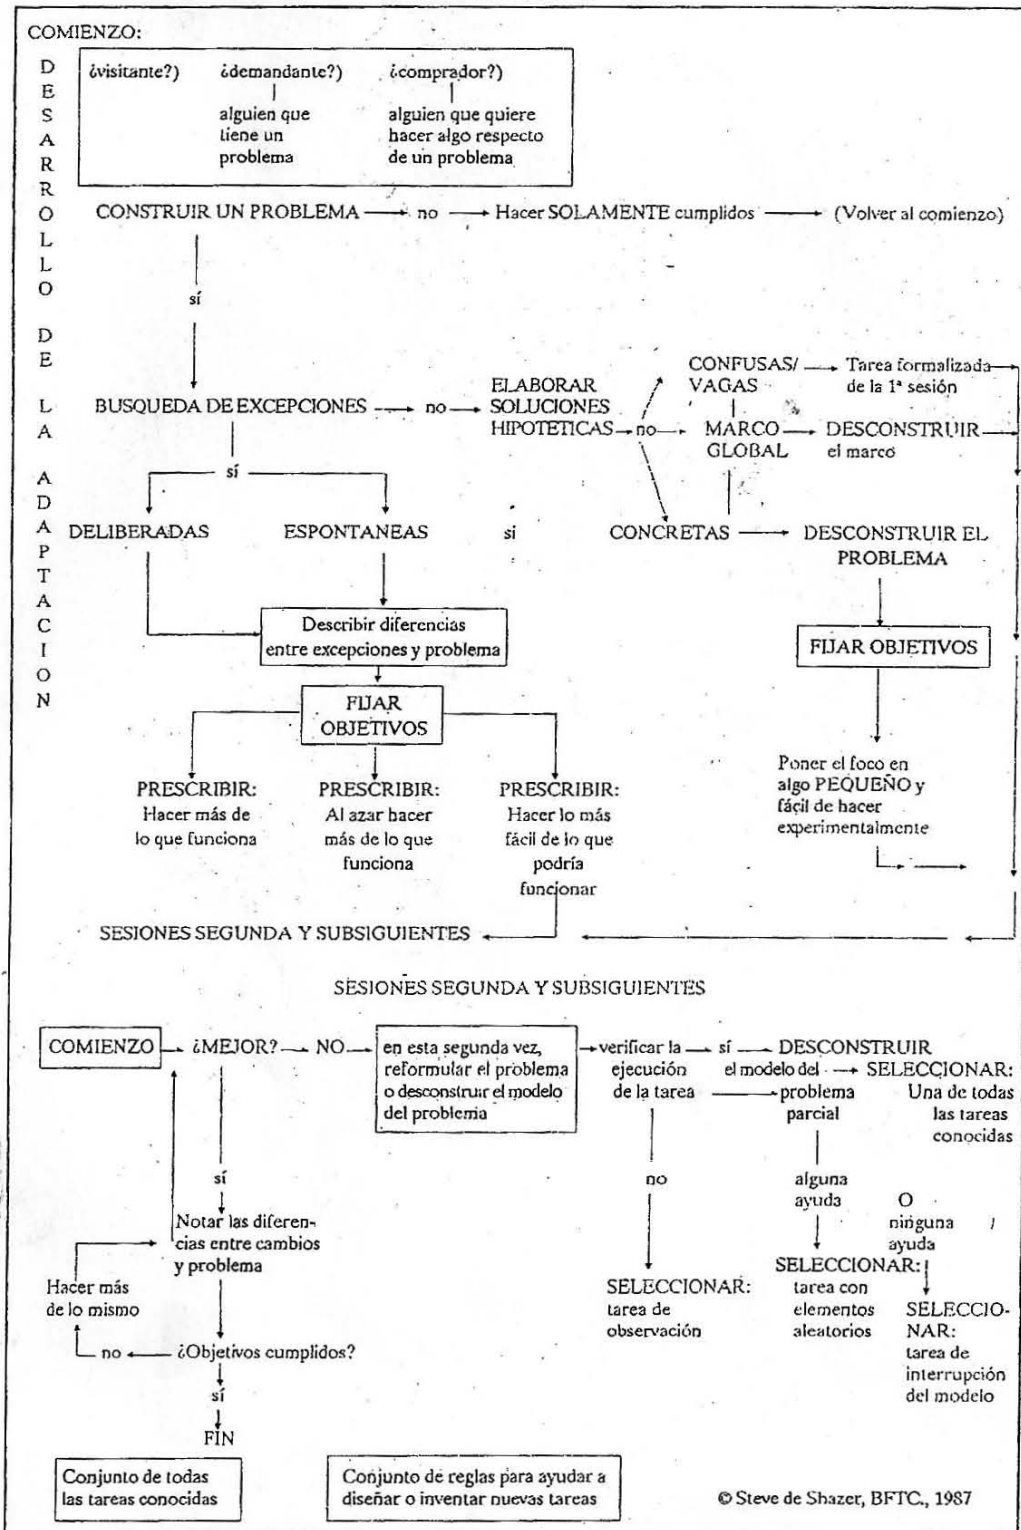 COMIENZO:
DESARROLLO DE LA ADAPTACION
¿visitante?) ¿demandante?) ¿comprador?)
alguien que alguien que quiere
tiene un hacer algo respecto
problema de un problema
CONSTRUIR UN PROBLEMA no Hacer SOLAMENTE cumplidos (Volver al comienzo)
sí
CONFUSAS/ Tarea formalizada
VAGAS de la 1ª sesión
ELABORAR
SOLUCIONES
BUSQUEDA DE EXCEPCIONES no HIPOTETICAS no MARCO DESCONSTRUIR
GLOBAL el marco
sí
DELIBERADAS ESPONTANEAS si CONCRETAS DESCONSTRUIR EL
PROBLEMA
Describir diferencias
entre excepciones y problema
FIJAR OBJETIVOS
FIJAR
OBJETIVOS
PRESCRIBIR: PRESCRIBIR: PRESCRIBIR:
Hacer más de Al azar hacer Hacer lo más
lo que funciona más de lo que fácil de lo que
funciona podría
funcionar
Poner el foco en
algo PEQUEÑO y
fácil de hacer
experimentalmente
SESIONES SEGUNDA Y SUBSIGUIENTES
SESIONES SEGUNDA Y SUBSIGUIENTES
COMIENZO ¿MEJOR? NO en esta segunda vez, verificar la sí DESCONSTRUIR
reformular el problema ejecución el modelo del SELECCIONAR:
o desconstruir el modelo de la tarea problema Una de todas
del problema parcial las tareas
conocidas
sí no alguna
ayuda O
ninguna
ayuda
Notar las diferen-
cias entre cambios
y problema
Hacer más
de lo mismo
SELECCIONAR: SELECCIONAR:
tarea de tarea con
observación elementos
aleatorios
SELECCIO-
NAR:
tarea de
interrupción
del modelo
no ¿Objetivos cumplidos?
sí
FIN
Conjunto de todas Conjunto de reglas para ayudar a
las tareas conocidas diseñar o inventar nuevas tareas
© Steve de Shazer, BFTC., 1987